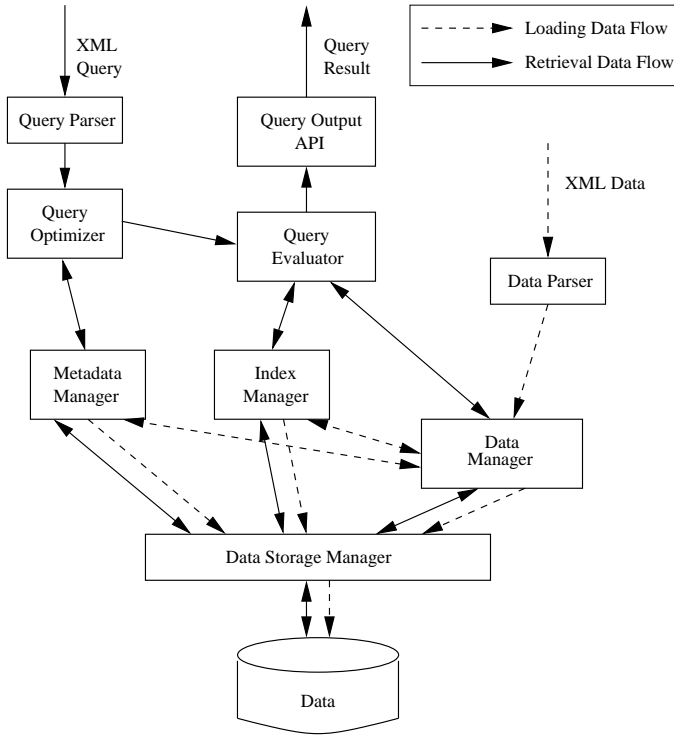 XML
Query
Query
Result
Loading Data Flow
Retrieval Data Flow
Query Parser
Query Output
API
XML Data
Query
Optimizer
Query
Evaluator
Data Parser
Metadata
Manager
Index
Manager
Data
Manager
Data Storage Manager
Data